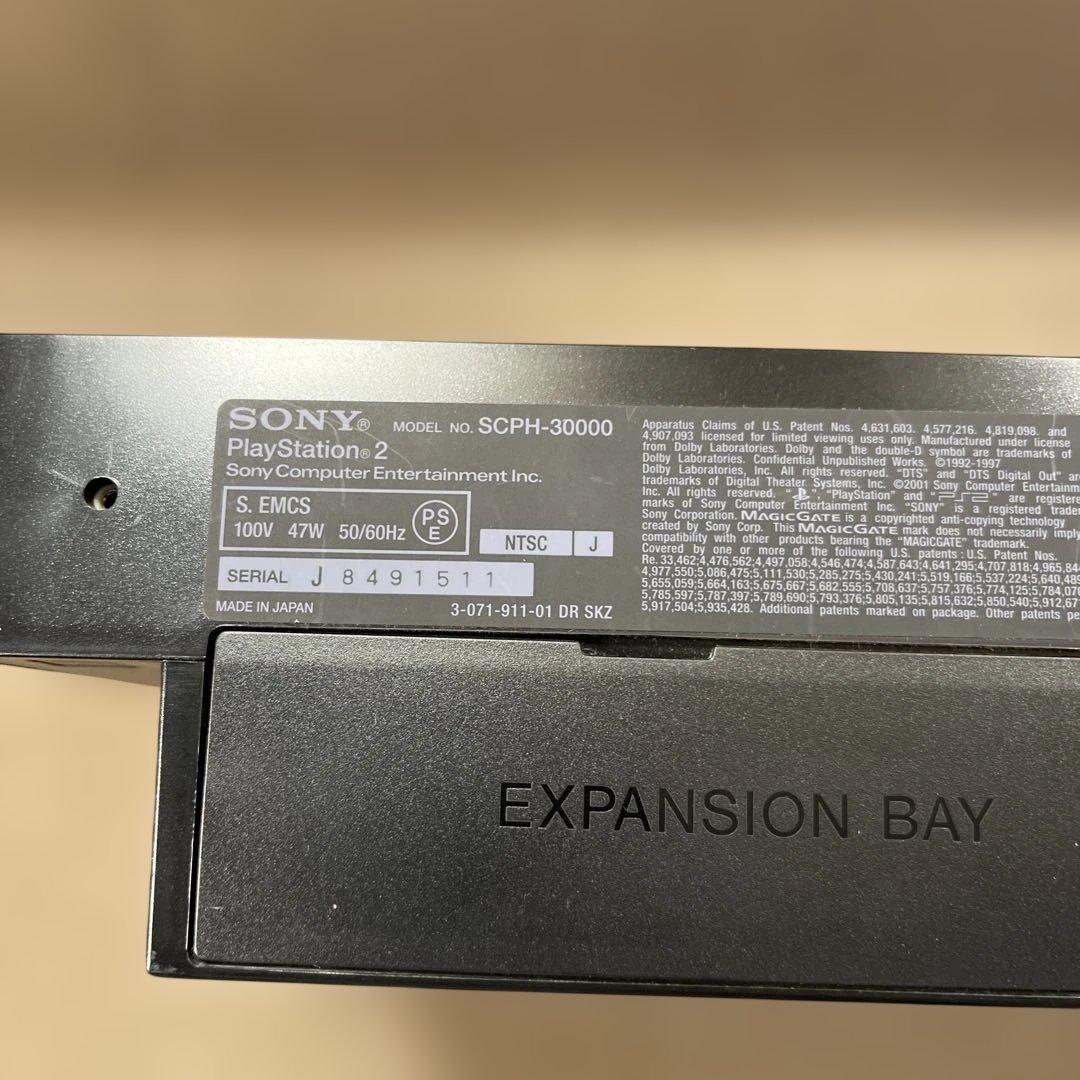 SONY® MODEL NO. SCPH-30000
PlayStation®2
Sony Computer Entertainment Inc.
S. EMCS
100V 47W 50/60Hz
PS
E
NTSC J
SERIAL J8491511
MADE IN JAPAN 3-071-911-01 DR SKZ
Apparatus Claims of U.S. Patent Nos. 4,631,603. 4,577,216. 4,819,098. and
4,907,093 licensed for limited viewing uses only. Manufactured under license
from Dolby Laboratories. Dolby and the double-D symbol are trademarks of
Dolby Laboratories. Confidential Unpublished Works. ©1992-1997
Dolby Laboratories, Inc. All rights reserved. "DTS" and "DTS Digital Out" are
trademarks of Digital Theater Systems, Inc. ©2001 Sony Computer Entertainm
Inc. All rights reserved. " ", "PlayStation" and "PS2" are registere
marks of Sony Computer Entertainment Inc. "SONY" is a registered trade
Sony Corporation. MAGICGATE is a copyrighted anti-copying technology
created by Sony Corp. This MAGICGATE mark does not necessarily imply
compatibility with other products bearing the "MAGICGATE" trademark.
Covered by one or more of the following U.S. patents : U.S. Patent Nos.
Re. 33,462;4,476,562;4,497,058;4,546,474;4,587,643;4,641,295;4,707,818;4,965,84
4,977,550;5,086,475;5,111,530;5,285,275;5,430,241;5,519,166;5,537,224;5,640,48
5,655,059;5,664,163;5,675,667;5,682,555;5,708,637;5,757,376;5,774,125;5,784,07
5,785,597;5,787,397;5,789,690;5,793,376;5,805,135;5,815,632;5,850,540;5,912,67
5,917,504;5,935,428. Additional patents marked on package. Other patents pe
EXPANSION BAY